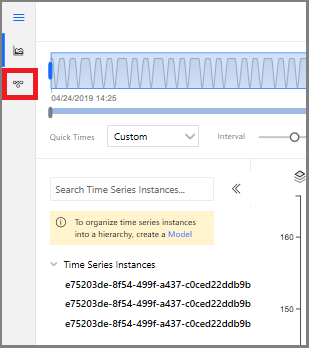 04/24/2019 14:25
Quick Times Custom Interval
Search Time Series Instances...
To organize time series instances
into a hierarchy, create a Model
160
Time Series Instances
e75203de-8f54-499f-a437-c0ced22ddb9b
e75203de-8f54-499f-a437-c0ced22ddb9b
150
e75203de-8f54-499f-a437-c0ced22ddb9b